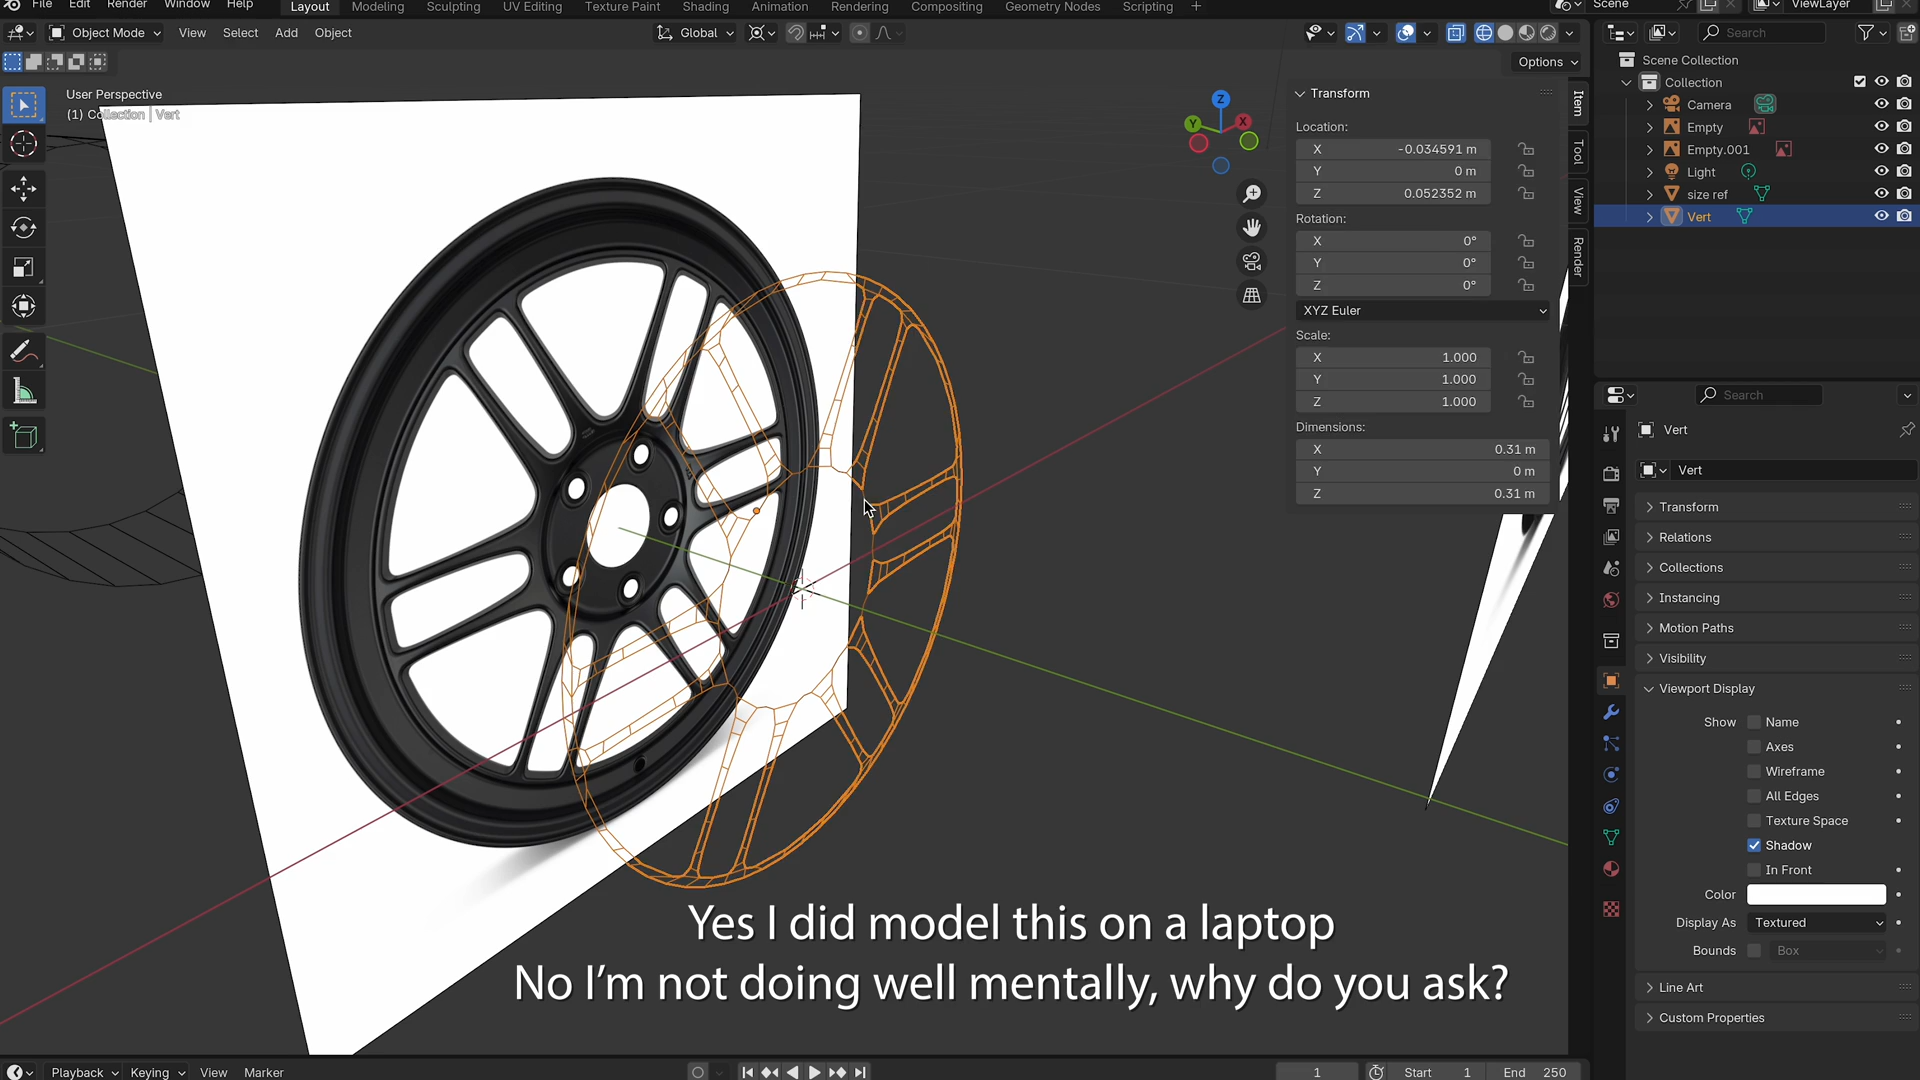 File Edit Render Window Help Layout Modeling Sculpting UV Editing Texture Paint Shading Animation Rendering Compositing Geometry Nodes Scripting + Scene ViewLayer
Object Mode View Select Add Object Global Search
Options
User Perspective
(1) Collection | Vert
Z
Y
X
Transform
Location:
X -0.034591 m
Y 0 m
Z 0.052352 m
Rotation:
X 0°
Y 0°
Z 0°
XYZ Euler
Scale:
X 1.000
Y 1.000
Z 1.000
Dimensions:
X 0.31 m
Y 0 m
Z 0.31 m
Item
Tool
View
Render
Scene Collection
Collection
Camera
Empty
Empty.001
Light
size ref
Vert
Search
Vert
Vert
Transform
Relations
Collections
Instancing
Motion Paths
Visibility
Viewport Display
Show Name
Axes
Wireframe
All Edges
Texture Space
Shadow
In Front
Color
Display As Textured
Bounds Box
Line Art
Custom Properties
Yes I did model this on a laptop
No I'm not doing well mentally, why do you ask?
Playback Keying View Marker 1 Start 1 End 250